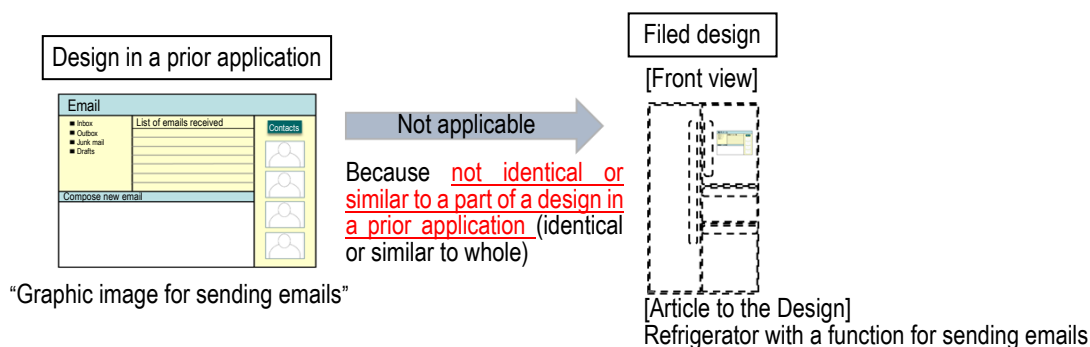 Design in a prior application
Email
■ Inbox
■ Outbox
■ Junk mail
■ Drafts
List of emails received
Contacts
Compose new email
“Graphic image for sending emails”
Not applicable
Because not identical or
similar to a part of a design in
a prior application (identical
or similar to whole)
Filed design
[Front view]
[Article to the Design]
Refrigerator with a function for sending emails